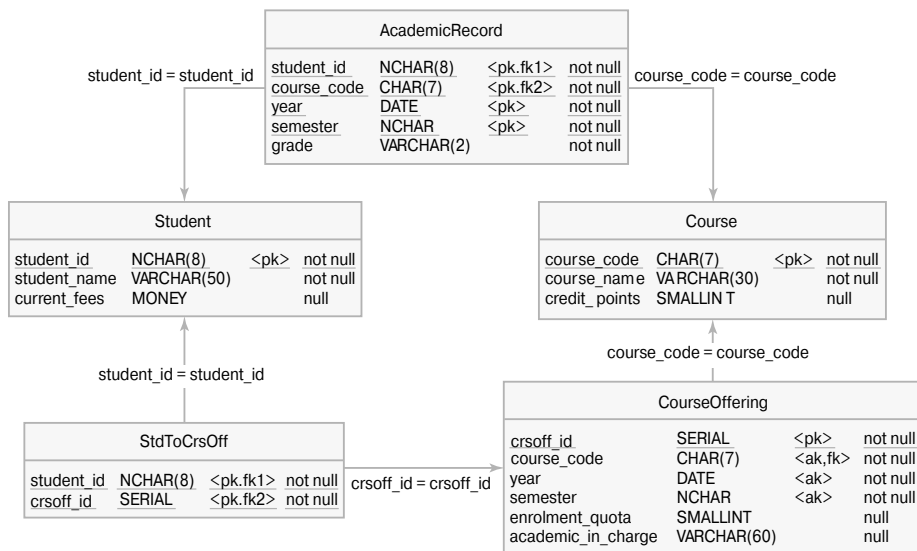 AcademicRecord
student_id NCHAR(8) <pk.fk1> not null
course_code CHAR(7) <pk.fk2> not null
year DATE <pk> not null
semester NCHAR <pk> not null
grade VARCHAR(2) not null
student_id = student_id
course_code = course_code
Student
student_id NCHAR(8) <pk> not null
student_name VARCHAR(50) not null
current_fees MONEY null
Course
course_code CHAR(7) <pk> not null
course_name VARCHAR(30) not null
credit_points SMALLINT null
student_id = student_id
course_code = course_code
StdToCrsOff
student_id NCHAR(8) <pk.fk1> not null
crsoff_id SERIAL <pk.fk2> not null
crsoff_id = crsoff_id
CourseOffering
crsoff_id SERIAL <pk> not null
course_code CHAR(7) <ak,fk> not null
year DATE <ak> not null
semester NCHAR <ak> not null
enrolment_quota SMALLINT null
academic_in_charge VARCHAR(60) null